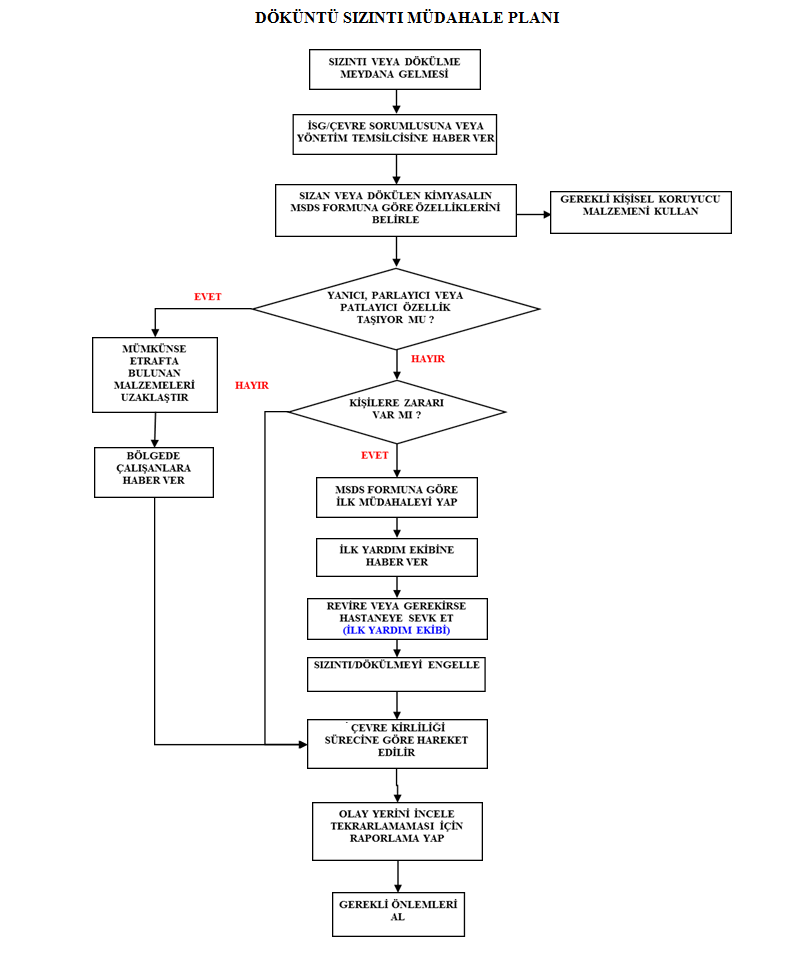 DÖKÜNTÜ SIZINTI MÜDAHALE PLANI
SIZINTI VEYA DÖKÜLME
MEYDANA GELMESİ
İSG/ÇEVRE SORUMLUSUNA VEYA
YÖNETİM TEMSİLCİSİNE HABER VER
SIZAN VEYA DÖKÜLEN KİMYASALIN
MSDS FORMUNA GÖRE ÖZELLİKLERİNİ
BELİRLE
GEREKLİ KİŞİSEL KORUYUCU
MALZEMENİ KULLAN
YANICI, PARLAYICI VEYA
PATLAYICI ÖZELLİK
TAŞIYOR MU ?
EVET
HAYIR
MÜMKÜNSE
ETRAFTA
BULUNAN
MALZEMELERİ
UZAKLAŞTIR
BÖLGEDE
ÇALIŞANLARA
HABER VER
HAYIR
KİŞİLERE ZARARI
VAR MI ?
EVET
MSDS FORMUNA GÖRE
İLK MÜDAHALEYİ YAP
İLK YARDIM EKİBİNE
HABER VER
REVİRE VEYA GEREKİRSE
HASTANEYE SEVK ET
(İLK YARDIM EKİBİ)
SIZINTI/DÖKÜLMEYİ ENGELLE
ÇEVRE KİRLİLİĞİ
SÜRECİNE GÖRE HAREKET
EDİLİR
OLAY YERİNİ İNCELE
TEKRARLAMAMASI İÇİN
RAPORLAMA YAP
GEREKLİ ÖNLEMLERİ
AL